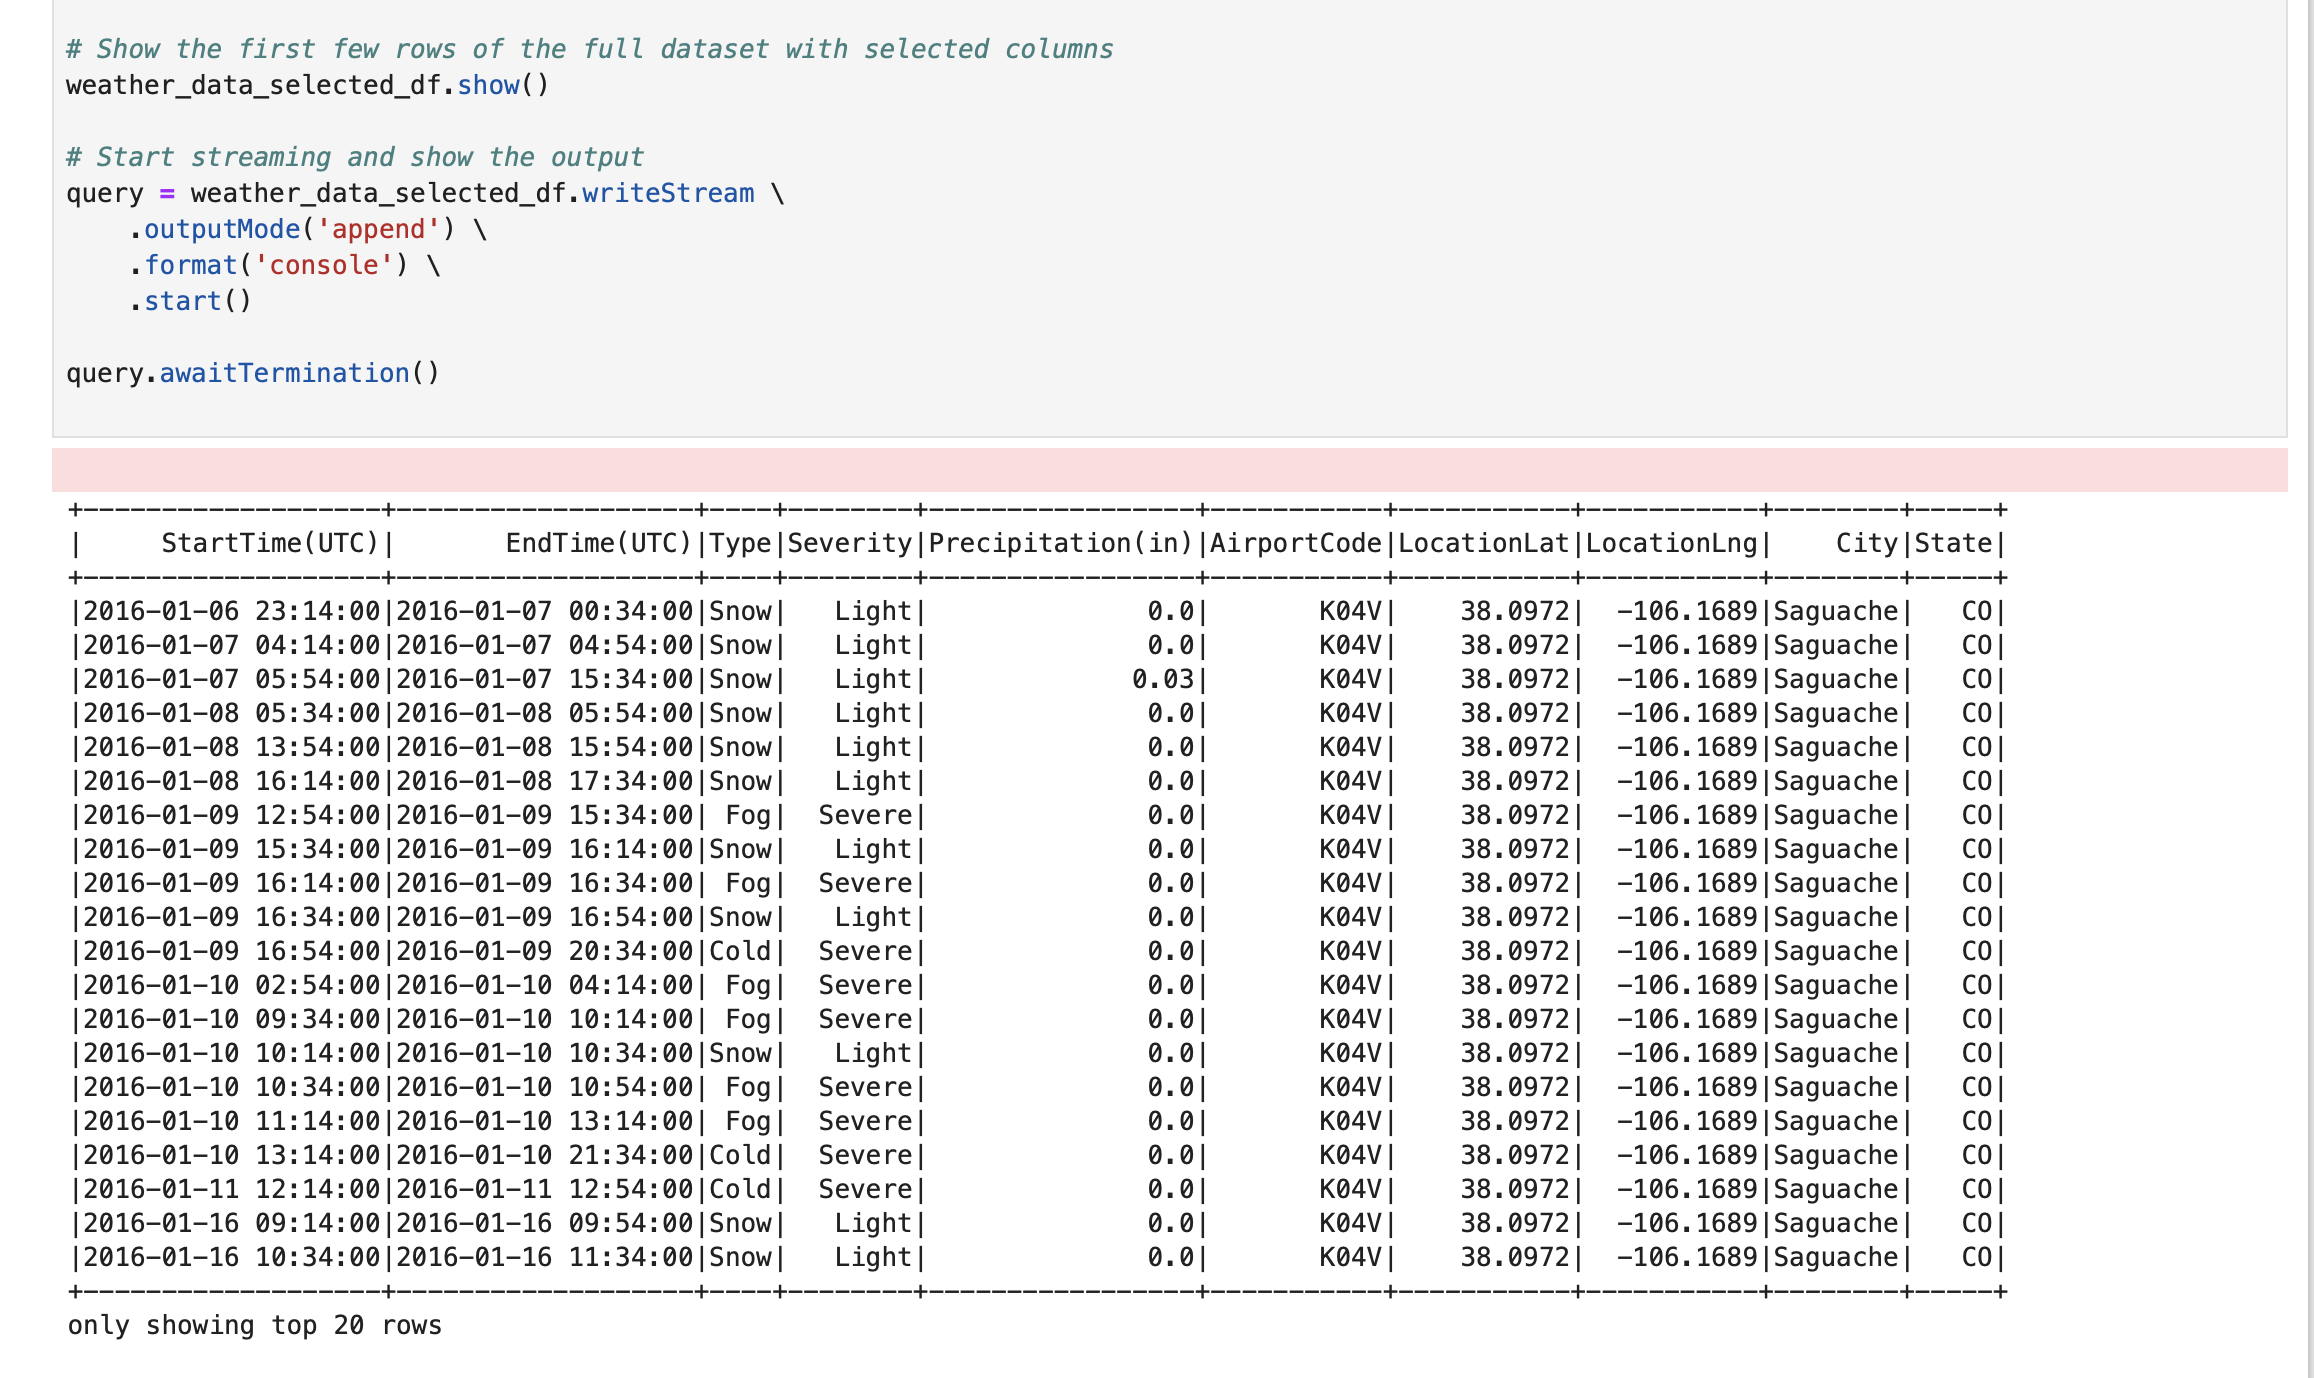 # Show the first few rows of the full dataset with selected columns
weather_data_selected_df.show()

# Start streaming and show the output
query = weather_data_selected_df.writeStream \
    .outputMode('append') \
    .format('console') \
    .start()

query.awaitTermination()

+-------------------+-------------------+----+--------+-----------------+-----------+-----------+-----------+--------+-----+
|     StartTime(UTC)|       EndTime(UTC)|Type|Severity|Precipitation(in)|AirportCode|LocationLat|LocationLng|    City|State|
+-------------------+-------------------+----+--------+-----------------+-----------+-----------+-----------+--------+-----+
|2016-01-06 23:14:00|2016-01-07 00:34:00|Snow|   Light|              0.0|       K04V|    38.0972|  -106.1689|Saguache|   CO|
|2016-01-07 04:14:00|2016-01-07 04:54:00|Snow|   Light|              0.0|       K04V|    38.0972|  -106.1689|Saguache|   CO|
|2016-01-07 05:54:00|2016-01-07 15:34:00|Snow|   Light|             0.03|       K04V|    38.0972|  -106.1689|Saguache|   CO|
|2016-01-08 05:34:00|2016-01-08 05:54:00|Snow|   Light|              0.0|       K04V|    38.0972|  -106.1689|Saguache|   CO|
|2016-01-08 13:54:00|2016-01-08 15:54:00|Snow|   Light|              0.0|       K04V|    38.0972|  -106.1689|Saguache|   CO|
|2016-01-08 16:14:00|2016-01-08 17:34:00|Snow|   Light|              0.0|       K04V|    38.0972|  -106.1689|Saguache|   CO|
|2016-01-09 12:54:00|2016-01-09 15:34:00| Fog|  Severe|              0.0|       K04V|    38.0972|  -106.1689|Saguache|   CO|
|2016-01-09 15:34:00|2016-01-09 16:14:00|Snow|   Light|              0.0|       K04V|    38.0972|  -106.1689|Saguache|   CO|
|2016-01-09 16:14:00|2016-01-09 16:34:00| Fog|  Severe|              0.0|       K04V|    38.0972|  -106.1689|Saguache|   CO|
|2016-01-09 16:34:00|2016-01-09 16:54:00|Snow|   Light|              0.0|       K04V|    38.0972|  -106.1689|Saguache|   CO|
|2016-01-09 16:54:00|2016-01-09 20:34:00|Cold|  Severe|              0.0|       K04V|    38.0972|  -106.1689|Saguache|   CO|
|2016-01-10 02:54:00|2016-01-10 04:14:00| Fog|  Severe|              0.0|       K04V|    38.0972|  -106.1689|Saguache|   CO|
|2016-01-10 09:34:00|2016-01-10 10:14:00| Fog|  Severe|              0.0|       K04V|    38.0972|  -106.1689|Saguache|   CO|
|2016-01-10 10:14:00|2016-01-10 10:34:00|Snow|   Light|              0.0|       K04V|    38.0972|  -106.1689|Saguache|   CO|
|2016-01-10 10:34:00|2016-01-10 10:54:00| Fog|  Severe|              0.0|       K04V|    38.0972|  -106.1689|Saguache|   CO|
|2016-01-10 11:14:00|2016-01-10 13:14:00| Fog|  Severe|              0.0|       K04V|    38.0972|  -106.1689|Saguache|   CO|
|2016-01-10 13:14:00|2016-01-10 21:34:00|Cold|  Severe|              0.0|       K04V|    38.0972|  -106.1689|Saguache|   CO|
|2016-01-11 12:14:00|2016-01-11 12:54:00|Cold|  Severe|              0.0|       K04V|    38.0972|  -106.1689|Saguache|   CO|
|2016-01-16 09:14:00|2016-01-16 09:54:00|Snow|   Light|              0.0|       K04V|    38.0972|  -106.1689|Saguache|   CO|
|2016-01-16 10:34:00|2016-01-16 11:34:00|Snow|   Light|              0.0|       K04V|    38.0972|  -106.1689|Saguache|   CO|
+-------------------+-------------------+----+--------+-----------------+-----------+-----------+-----------+--------+-----+
only showing top 20 rows